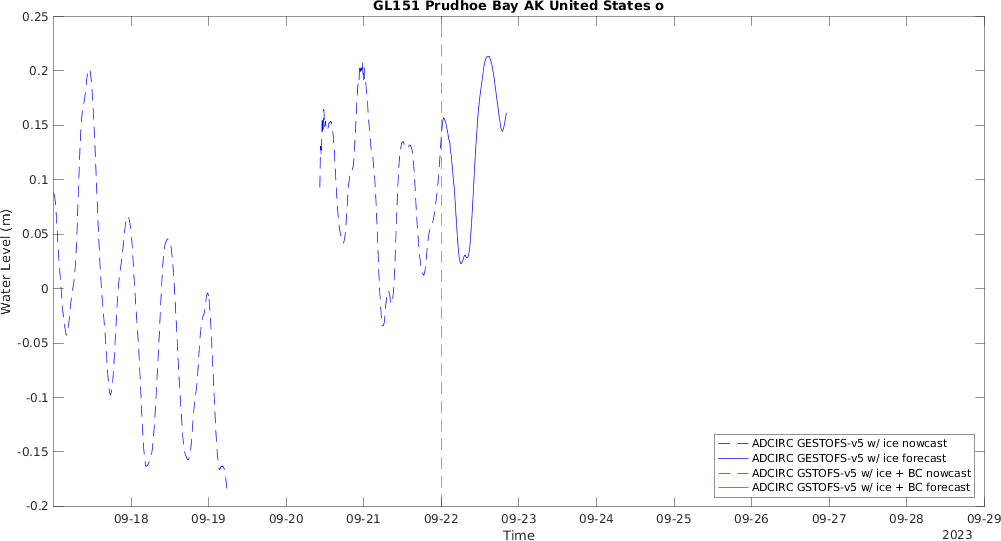 GL151 Prudhoe Bay AK United States o
0.25
0.2
0.15
0.1
0.05
0
-0.05
-0.1
-0.15
-0.2
Water Level (m)
ADCIRC GESTOFS-v5 w/ ice nowcast
ADCIRC GESTOFS-v5 w/ ice forecast
ADCIRC GSTOFS-v5 w/ ice + BC nowcast
ADCIRC GSTOFS-v5 w/ ice + BC forecast
09-18 09-19 09-20 09-21 09-22 09-23 09-24 09-25 09-26 09-27 09-28 09-29
Time
2023